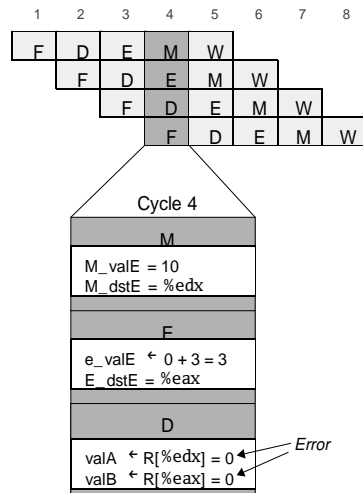 1 2 3 4 5 6 7 8
F D E M W
F D E M W
F D E M W
F D E M W
Cycle 4
M
M_valE = 10
M_dstE = %edx
E
e_valE ← 0 + 3 = 3
E_dstE = %eax
D
valA ← R[%edx] = 0
Error
valB ← R[%eax] = 0